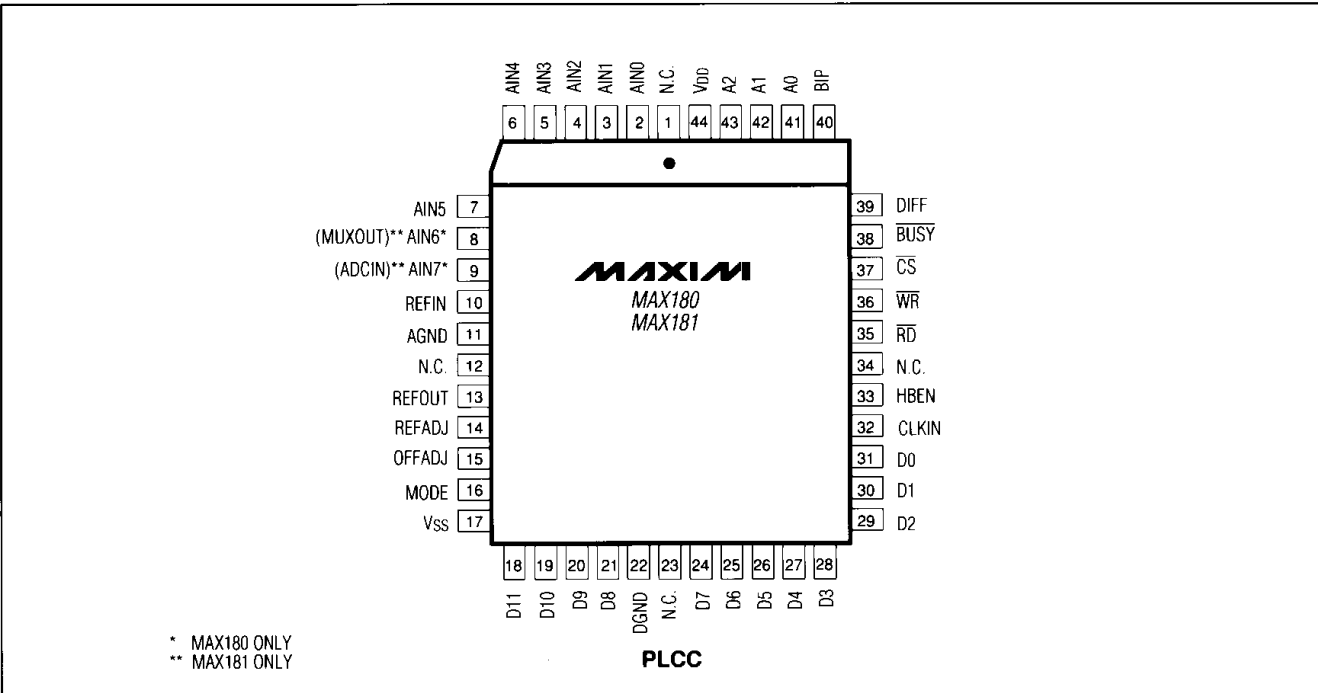 AIN4 AIN3 AIN2 AIN1 AIN0 N.C. VDD A2 A1 A0 BIP
6 5 4 3 2 1 44 43 42 41 40
AIN5 7
(MUXOUT)** AIN6* 8
(ADCIN)** AIN7* 9
REFIN 10
AGND 11
N.C. 12
REFOUT 13
REFADJ 14
OFFADJ 15
MODE 16
VSS 17
MAXIM
MAX180
MAX181
39 DIFF
38 BUSY
37 CS
36 WR
35 RD
34 N.C.
33 HBEN
32 CLKIN
31 D0
30 D1
29 D2
18 19 20 21 22 23 24 25 26 27 28
D11 D10 D9 D8 DGND N.C. D7 D6 D5 D4 D3
* MAX180 ONLY
** MAX181 ONLY
PLCC